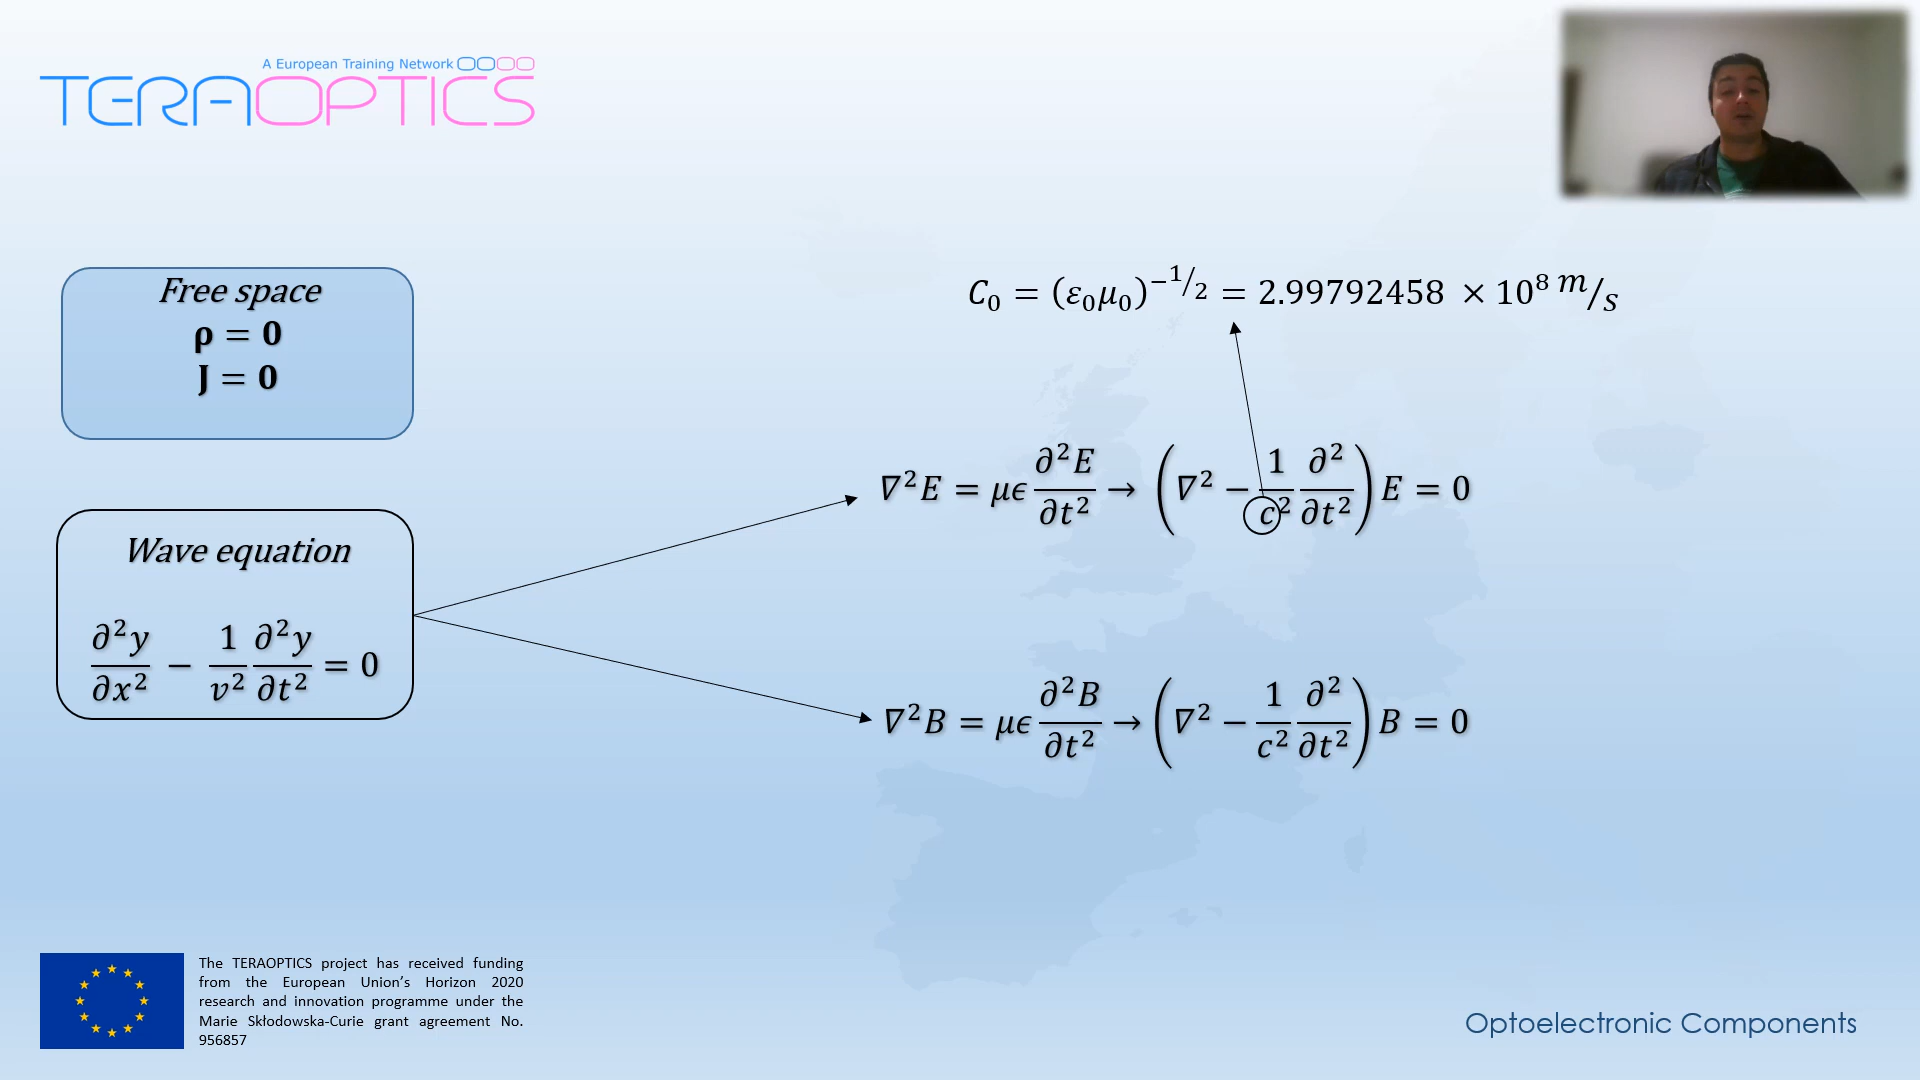 A European Training Network
TERAOPTICS
Free space
ρ = 0
J = 0
C₀ = (ε₀μ₀)^(−1/2) = 2.99792458 × 10⁸ m/s
∇²E = μϵ ∂²E/∂t² → (∇² − 1/c² ∂²/∂t²) E = 0
Wave equation
∂²y/∂x² − 1/v² ∂²y/∂t² = 0
∇²B = μϵ ∂²B/∂t² → (∇² − 1/c² ∂²/∂t²) B = 0
The TERAOPTICS project has received funding
from the European Union’s Horizon 2020
research and innovation programme under the
Marie Skłodowska-Curie grant agreement No.
956857
Optoelectronic Components